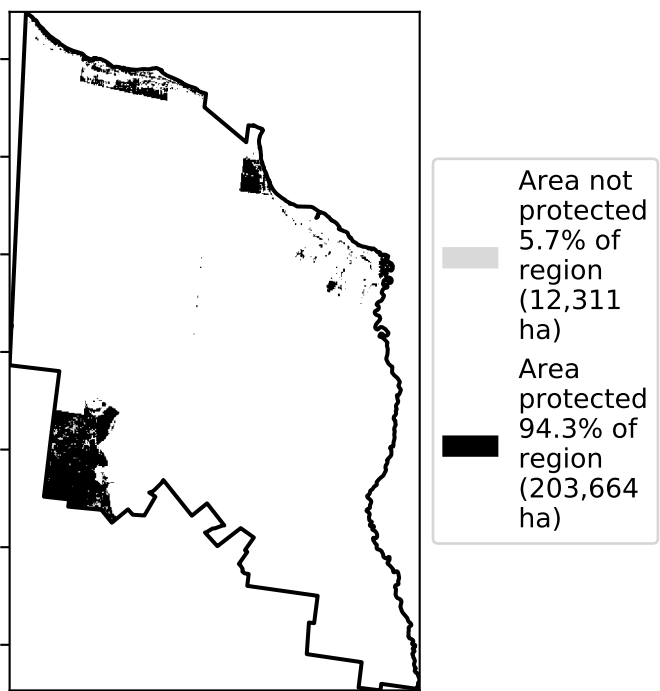 Area not
protected
5.7% of
region
(12,311
ha)
Area
protected
94.3% of
region
(203,664
ha)